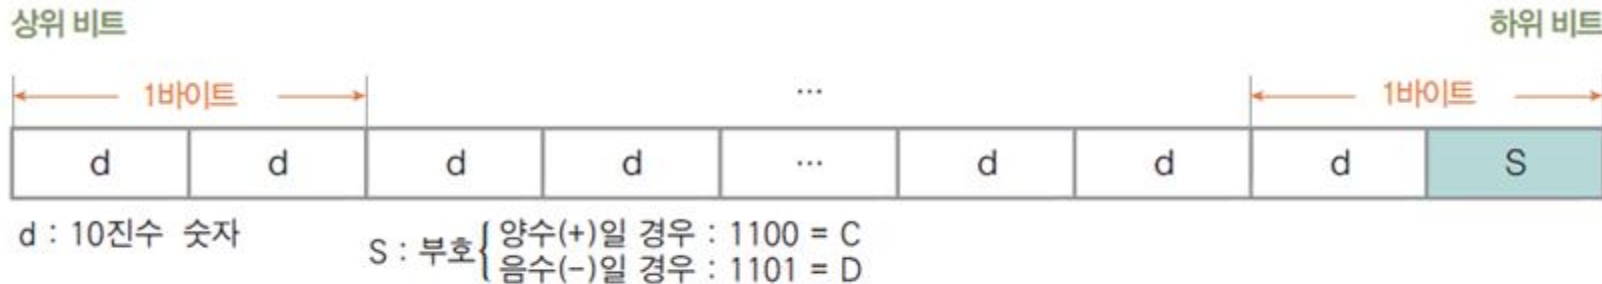 상위 비트 하위 비트
1바이트 ... 1바이트
d d d d ... d d d S
d : 10진수 숫자 S : 부호{ 양수(+)일 경우 : 1100 = C
음수(-)일 경우 : 1101 = D